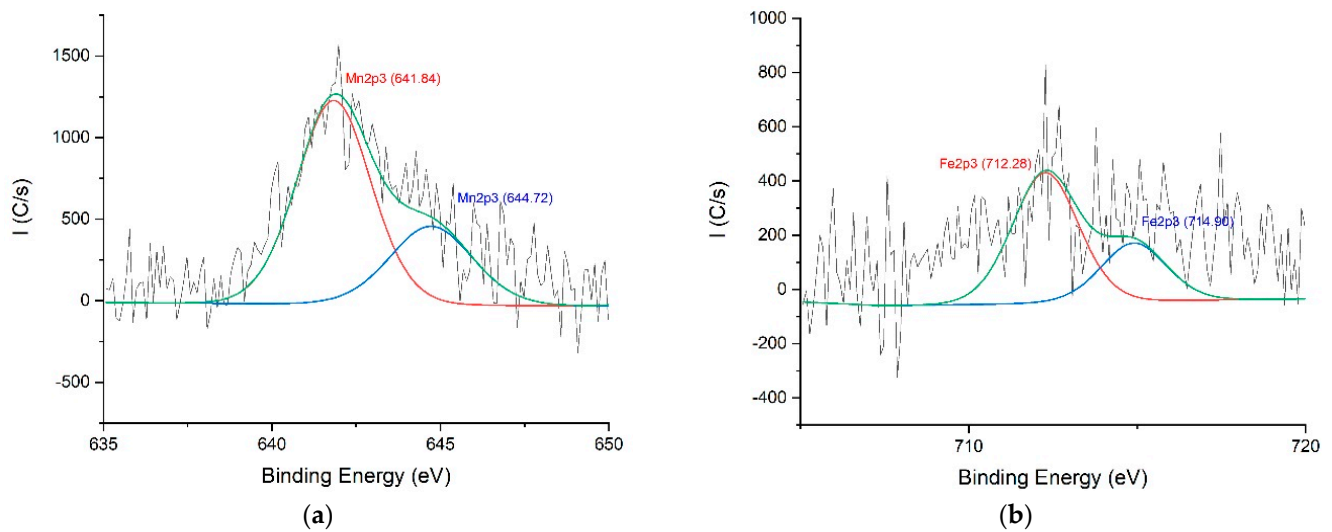 1500
1000
500
0
-500
I (C/s)
Mn2p3 (641.84)
Mn2p3 (644.72)
635
640
645
650
Binding Energy (eV)
(a)
1000
800
600
400
200
0
-200
-400
I (C/s)
Fe2p3 (712.28)
Fe2p3 (714.90)
710
720
Binding Energy (eV)
(b)